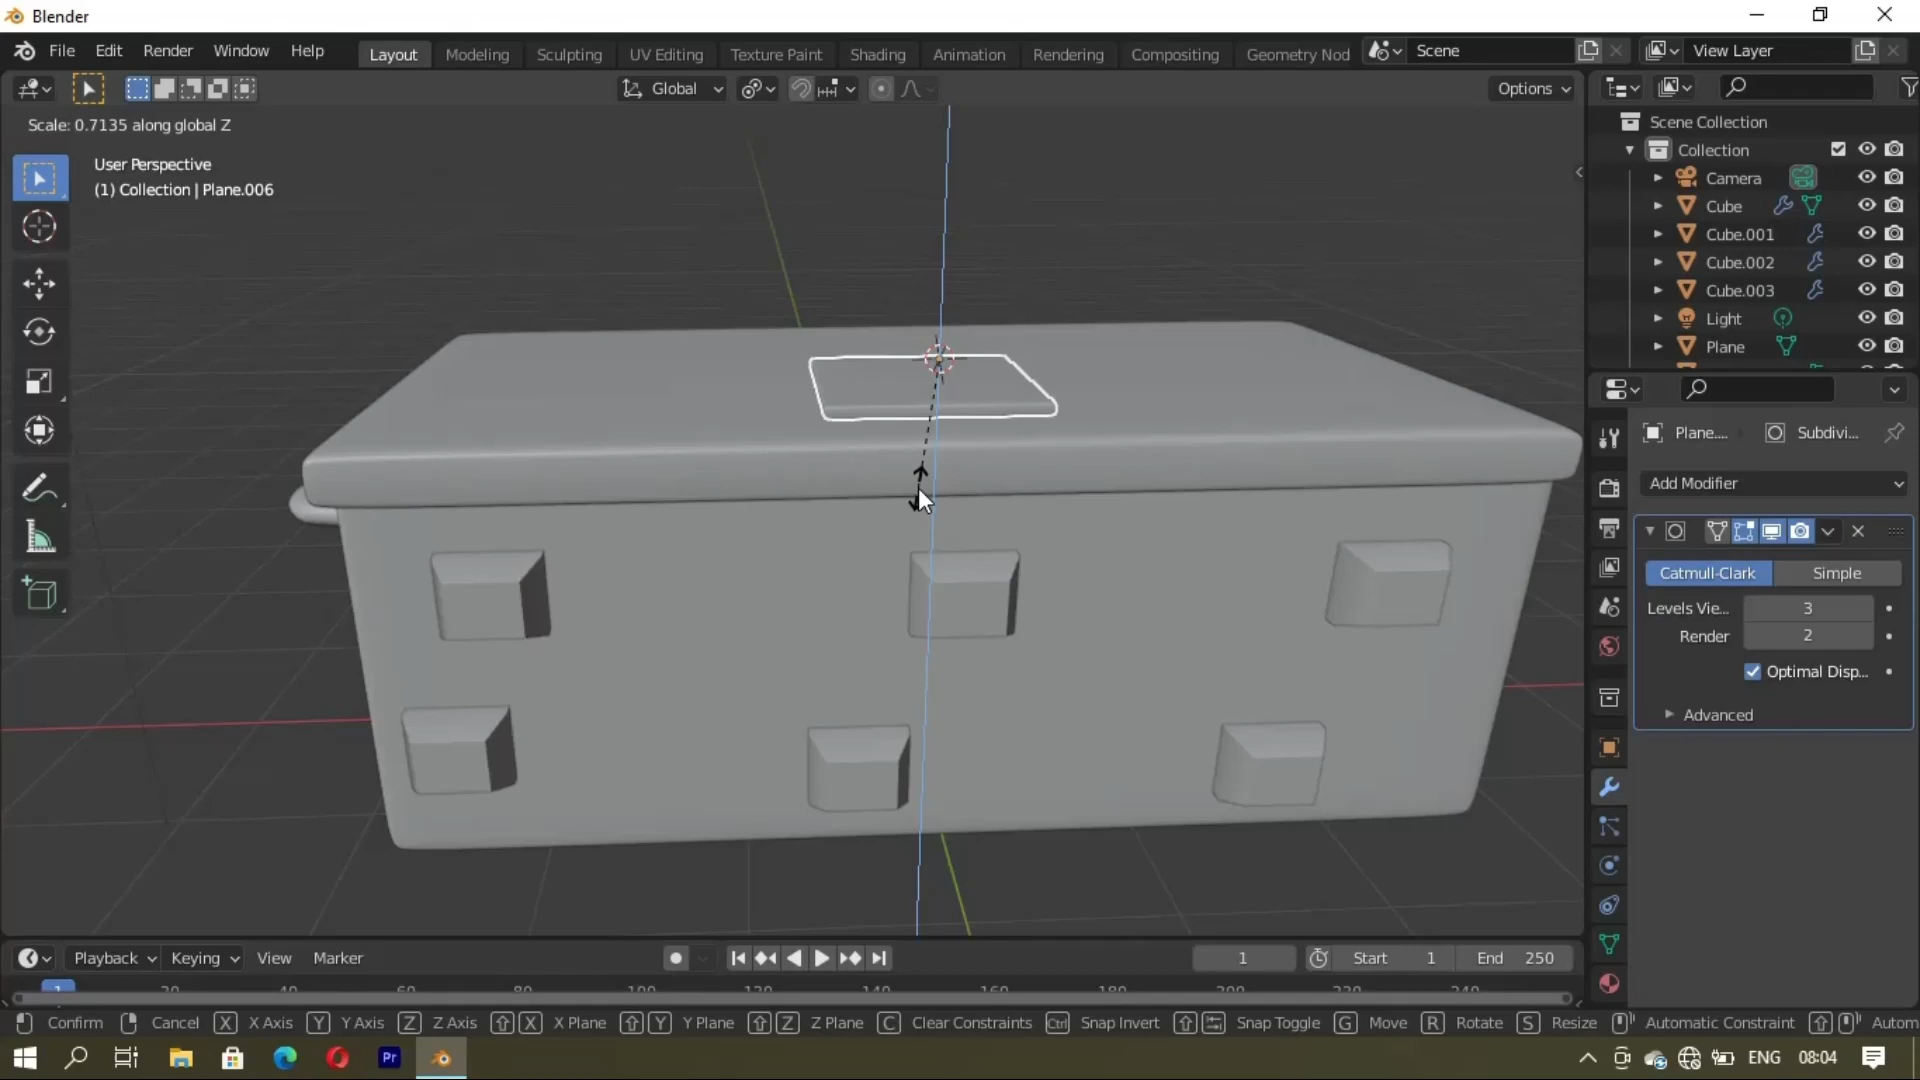 Blender
File Edit Render Window Help Layout Modeling Sculpting UV Editing Texture Paint Shading Animation Rendering Compositing Geometry Nod Scene View Layer
Global Options
Scale: 0.7135 along global Z
User Perspective
(1) Collection | Plane.006
Scene Collection
Collection
Camera
Cube
Cube.001
Cube.002
Cube.003
Light
Plane
Plane.... Subdivi...
Add Modifier
Catmull-Clark Simple
Levels Vie... 3
Render 2
Optimal Disp...
Advanced
Playback Keying View Marker 1 Start 1 End 250
1
Confirm Cancel X X Axis Y Y Axis Z Z Axis X X Plane Y Y Plane Z Z Plane C Clear Constraints Ctrl Snap Invert Snap Toggle G Move R Rotate S Resize Automatic Constraint Autom
Pr ENG 08:04